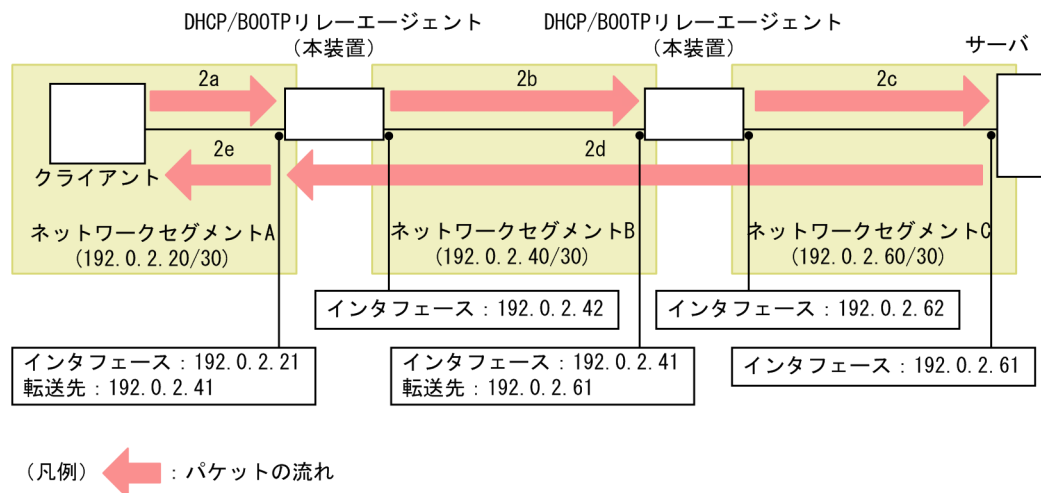 DHCP/BOOTPリレーエージェント
(本装置)
DHCP/BOOTPリレーエージェント
(本装置)
サーバ
2a
2b
2c
2e
2d
クライアント
ネットワークセグメントA
(192.0.2.20/30)
ネットワークセグメントB
(192.0.2.40/30)
ネットワークセグメントC
(192.0.2.60/30)
インタフェース:192.0.2.42
インタフェース:192.0.2.62
インタフェース:192.0.2.21
転送先:192.0.2.41
インタフェース:192.0.2.41
転送先:192.0.2.61
インタフェース:192.0.2.61
(凡例) :パケットの流れ